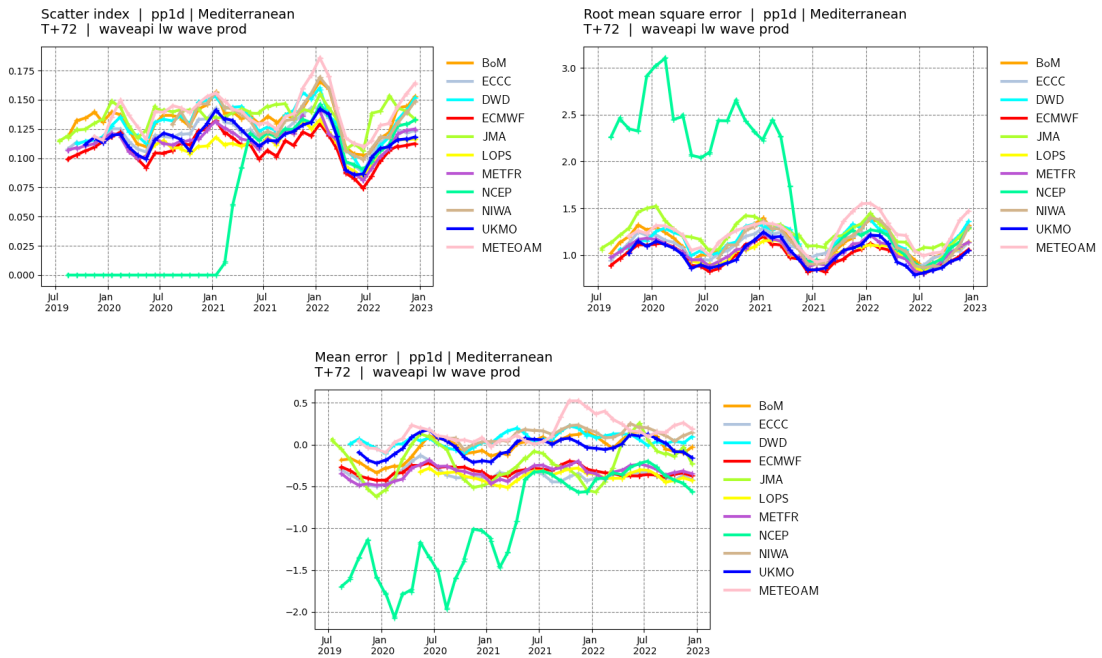 Scatter index | pp1d | Mediterranean
T+72 | waveapi lw wave prod
0.175
0.150
0.125
0.100
0.075
0.050
0.025
0.000
Jul
2019
Jan
2020
Jul
2020
Jan
2021
Jul
2021
Jan
2022
Jul
2022
Jan
2023
BoM
ECCC
DWD
ECMWF
JMA
LOPS
METFR
NCEP
NIWA
UKMO
METEOAM
Root mean square error | pp1d | Mediterranean
T+72 | waveapi lw wave prod
3.0
2.5
2.0
1.5
1.0
Jul
2019
Jan
2020
Jul
2020
Jan
2021
Jul
2021
Jan
2022
Jul
2022
Jan
2023
BoM
ECCC
DWD
ECMWF
JMA
LOPS
METFR
NCEP
NIWA
UKMO
METEOAM
Mean error | pp1d | Mediterranean
T+72 | waveapi lw wave prod
0.5
0.0
−0.5
−1.0
−1.5
−2.0
Jul
2019
Jan
2020
Jul
2020
Jan
2021
Jul
2021
Jan
2022
Jul
2022
Jan
2023
BoM
ECCC
DWD
ECMWF
JMA
LOPS
METFR
NCEP
NIWA
UKMO
METEOAM